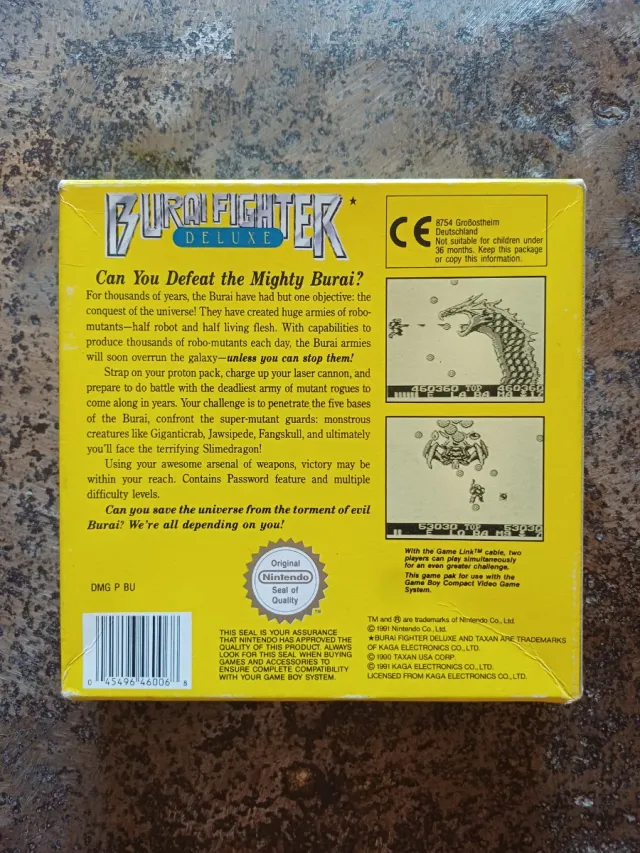 BURAI FIGHTER *
DELUXE
Can You Defeat the Mighty Burai?
For thousands of years, the Burai have had but one objective: the
conquest of the universe! They have created huge armies of robo-
mutants—half robot and half living flesh. With capabilities to
produce thousands of robo-mutants each day, the Burai armies
will soon overrun the galaxy—unless you can stop them!
Strap on your proton pack, charge up your laser cannon, and
prepare to do battle with the deadliest army of mutant rogues to
come along in years. Your challenge is to penetrate the five bases
of the Burai, confront the super-mutant guards: monstrous
creatures like Giganticrab, Jawsipede, Fangskull, and ultimately
you'll face the terrifying Slimedragon!
Using your awesome arsenal of weapons, victory may be
within your reach. Contains Password feature and multiple
difficulty levels.
Can you save the universe from the torment of evil
Burai? We're all depending on you!
CE
8754 Großostheim
Deutschland
Not suitable for children under
36 months. Keep this package
or copy this information.
460360 TOP 460360
53030 TOP 53030
With the Game Link™ cable, two
players can play simultaneously
for an even greater challenge.
This game pak for use with the
Game Boy Compact Video Game
System.
DMG P BU
0 45496 46006 8
Original
Nintendo
Seal of
Quality
TM
THIS SEAL IS YOUR ASSURANCE
THAT NINTENDO HAS APPROVED THE
QUALITY OF THIS PRODUCT. ALWAYS
LOOK FOR THIS SEAL WHEN BUYING
GAMES AND ACCESSORIES TO
ENSURE COMPLETE COMPATIBILITY
WITH YOUR GAME BOY SYSTEM.
TM and ® are trademarks of Nintendo Co., Ltd.
© 1991 Nintendo Co., Ltd.
★BURAI FIGHTER DELUXE AND TAXAN ARE TRADEMARKS
OF KAGA ELECTRONICS CO., LTD.
© 1990 TAXAN USA CORP.
© 1991 KAGA ELECTRONICS CO., LTD.
LICENSED FROM KAGA ELECTRONICS CO., LTD.